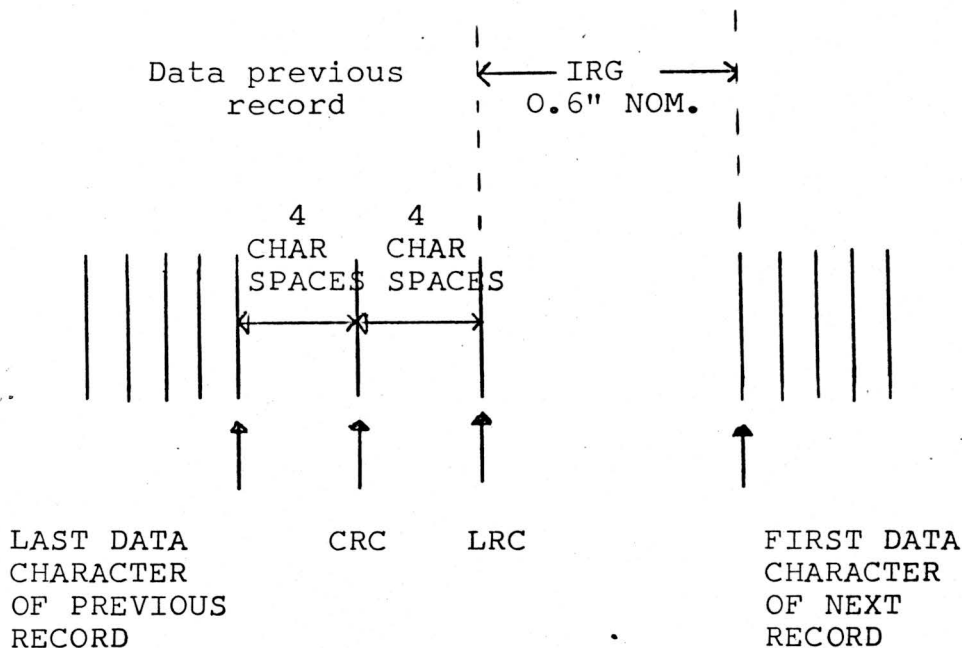 Data previous
record
IRG
0.6" NOM.
4
CHAR
SPACES
4
CHAR
SPACES
LAST DATA
CHARACTER
OF PREVIOUS
RECORD
CRC
LRC
FIRST DATA
CHARACTER
OF NEXT
RECORD